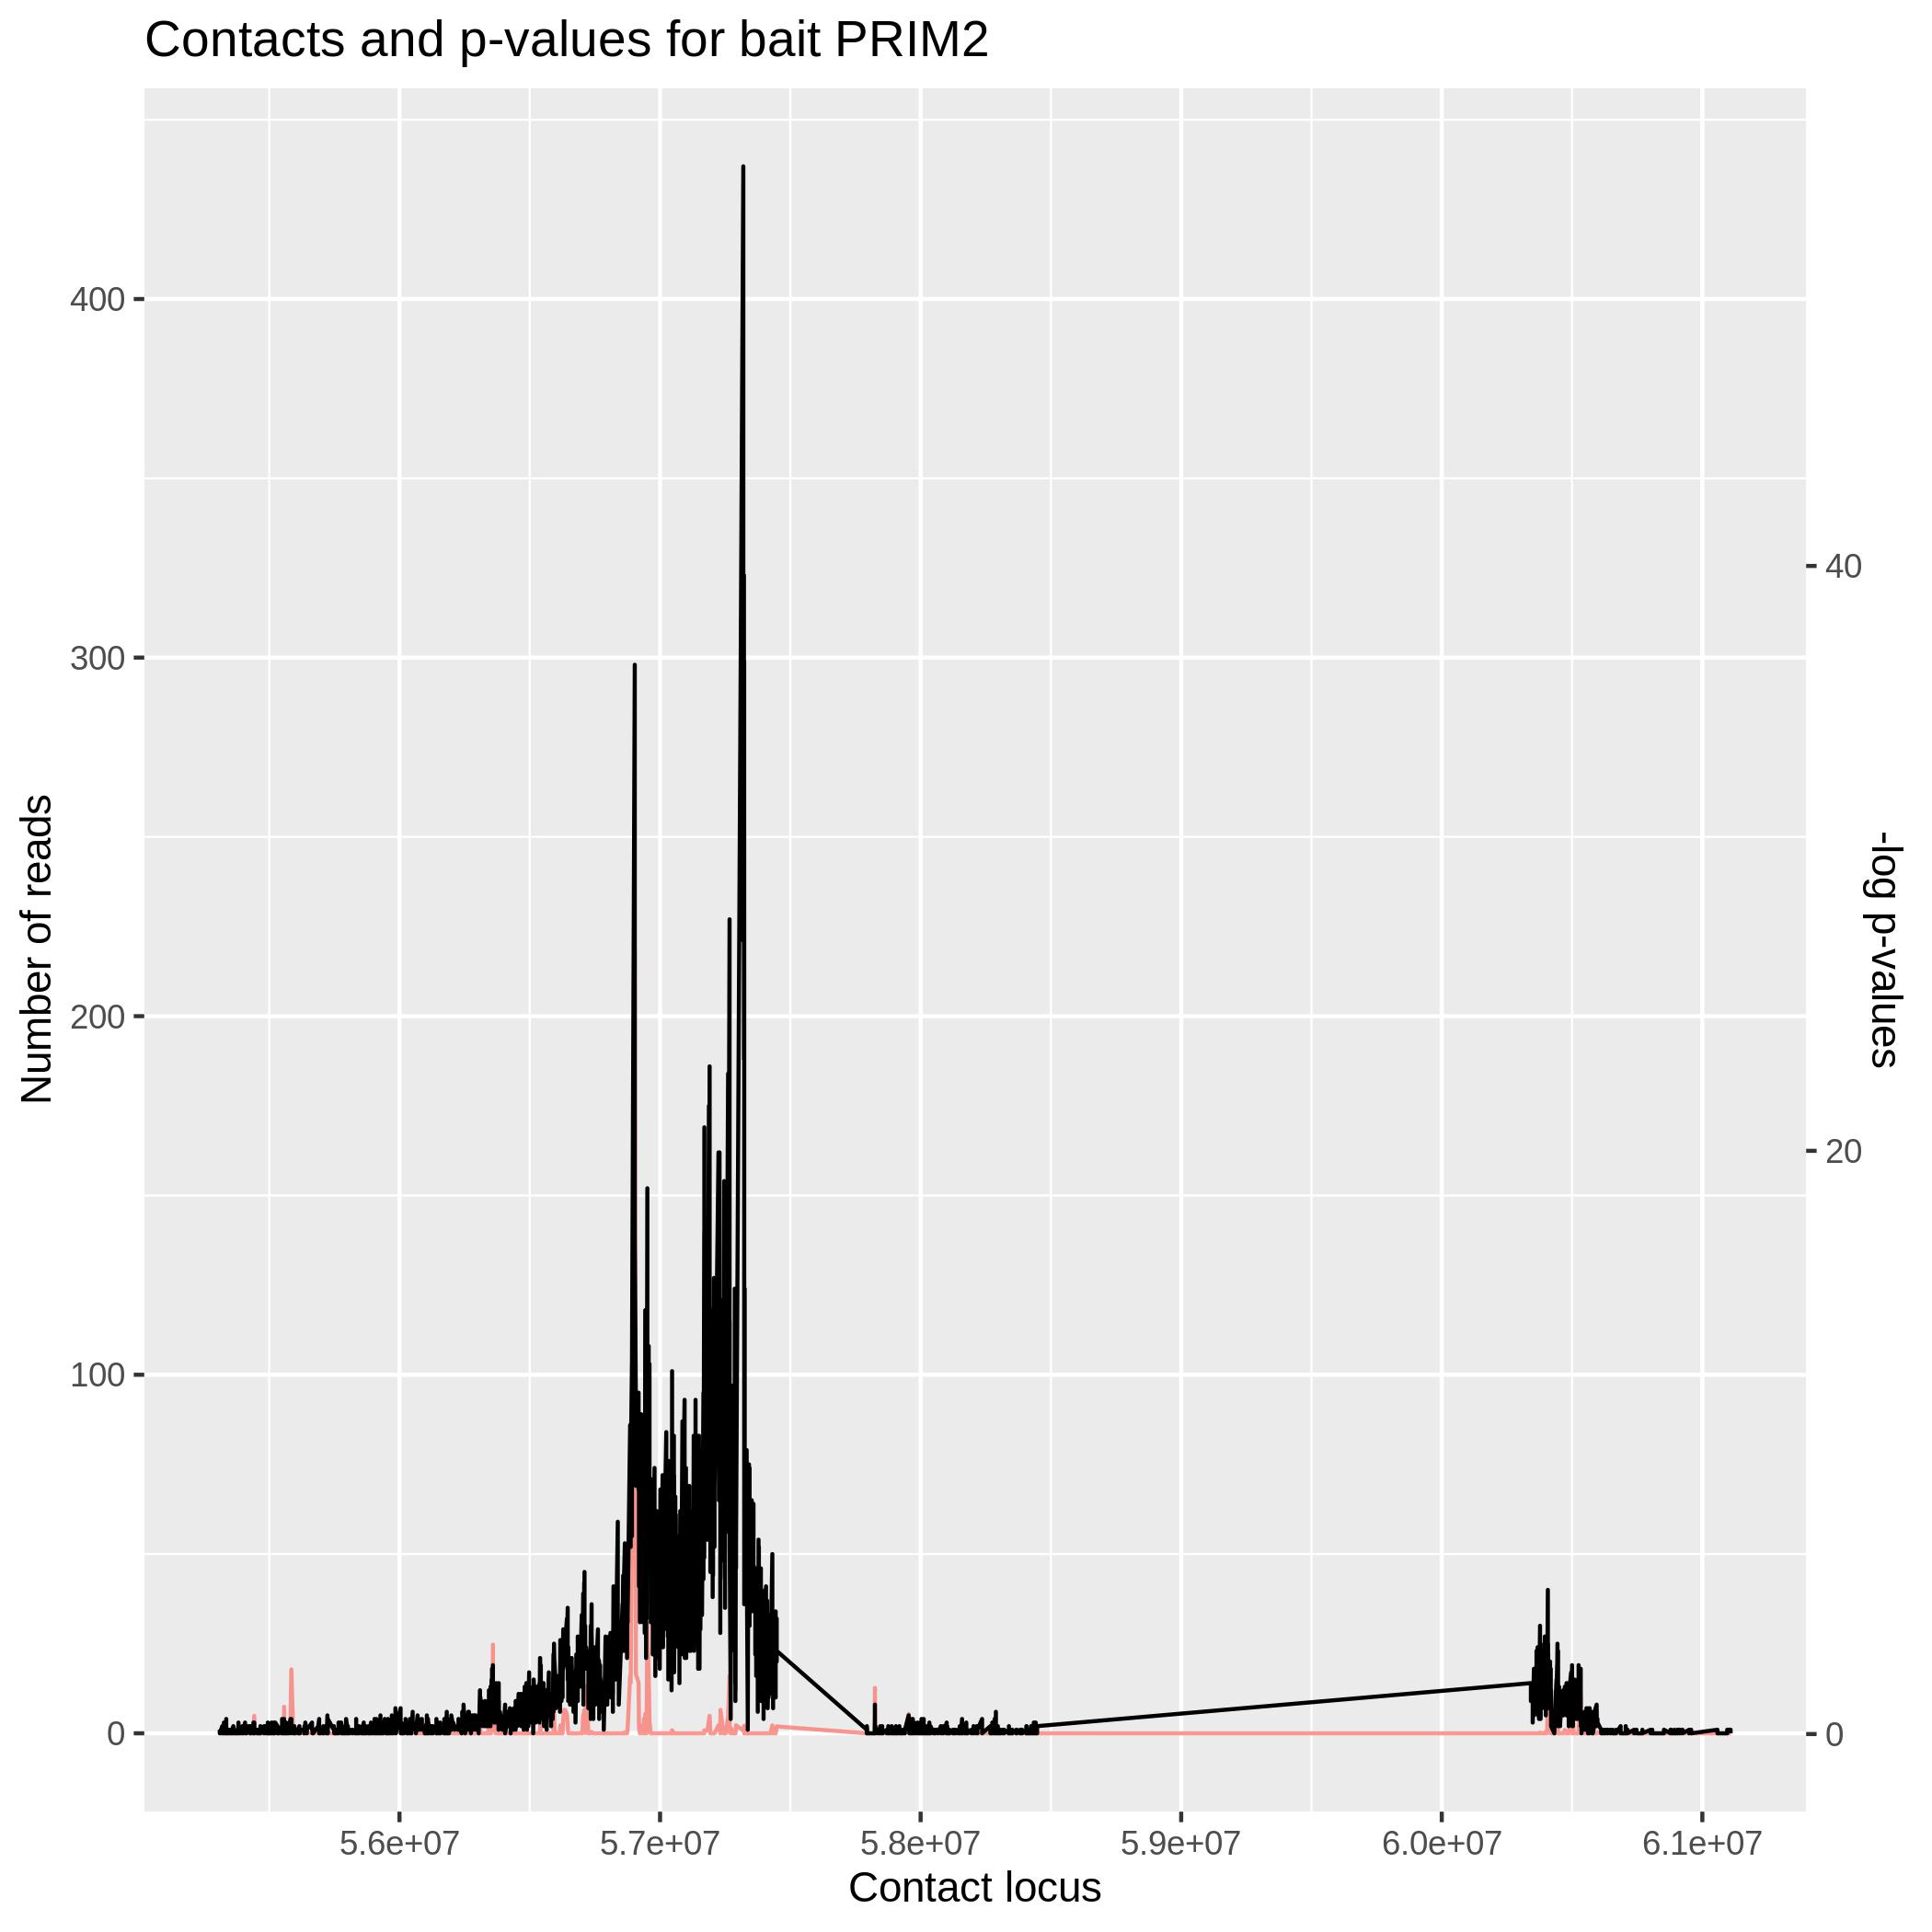 Contacts and p-values for bait PRIM2
Number of reads
400
300
200
100
0
40
20
0
-log p-values
5.6e+07
5.7e+07
5.8e+07
5.9e+07
6.0e+07
6.1e+07
Contact locus